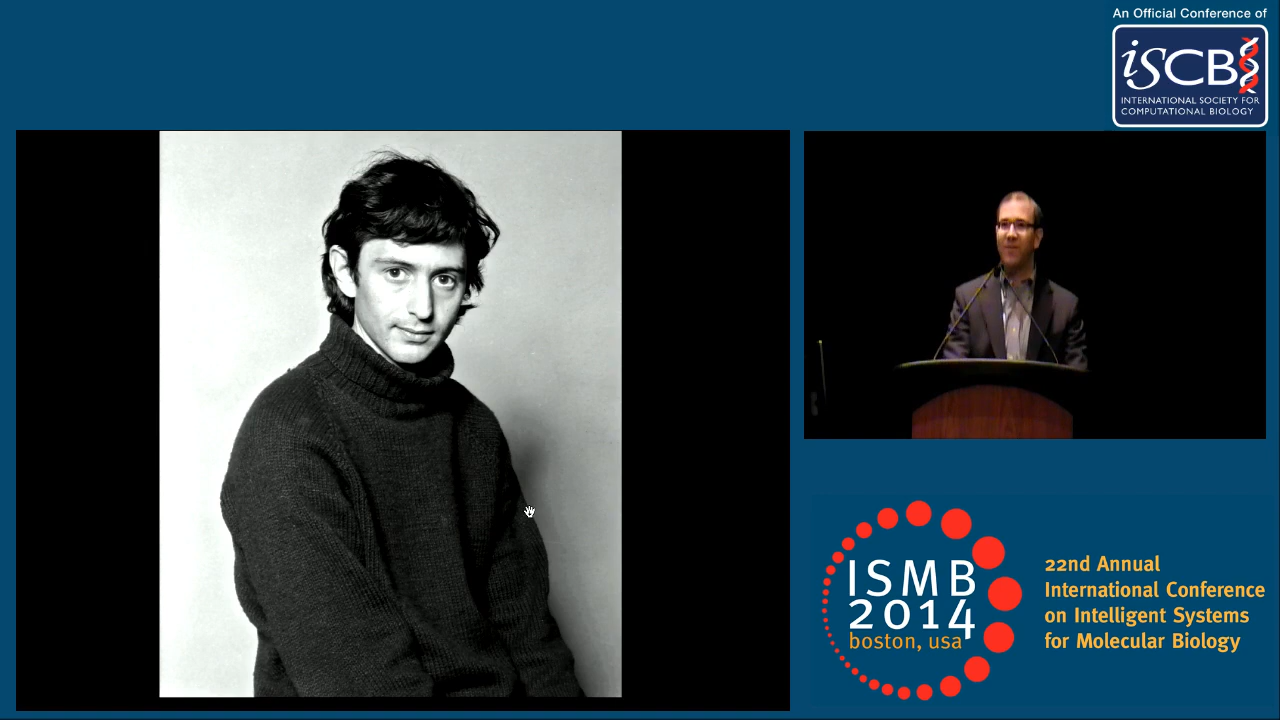 An Official Conference of
iSCB
INTERNATIONAL SOCIETY FOR
COMPUTATIONAL BIOLOGY
ISMB
2014
boston, usa
22nd Annual
International Conference
on Intelligent Systems
for Molecular Biology